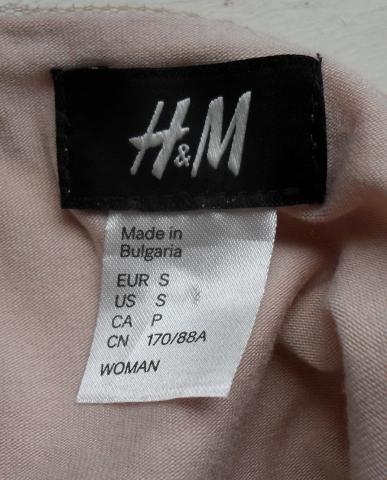 H&M
Made in
Bulgaria
EUR S
US S
CA P
CN 170/88A
WOMAN